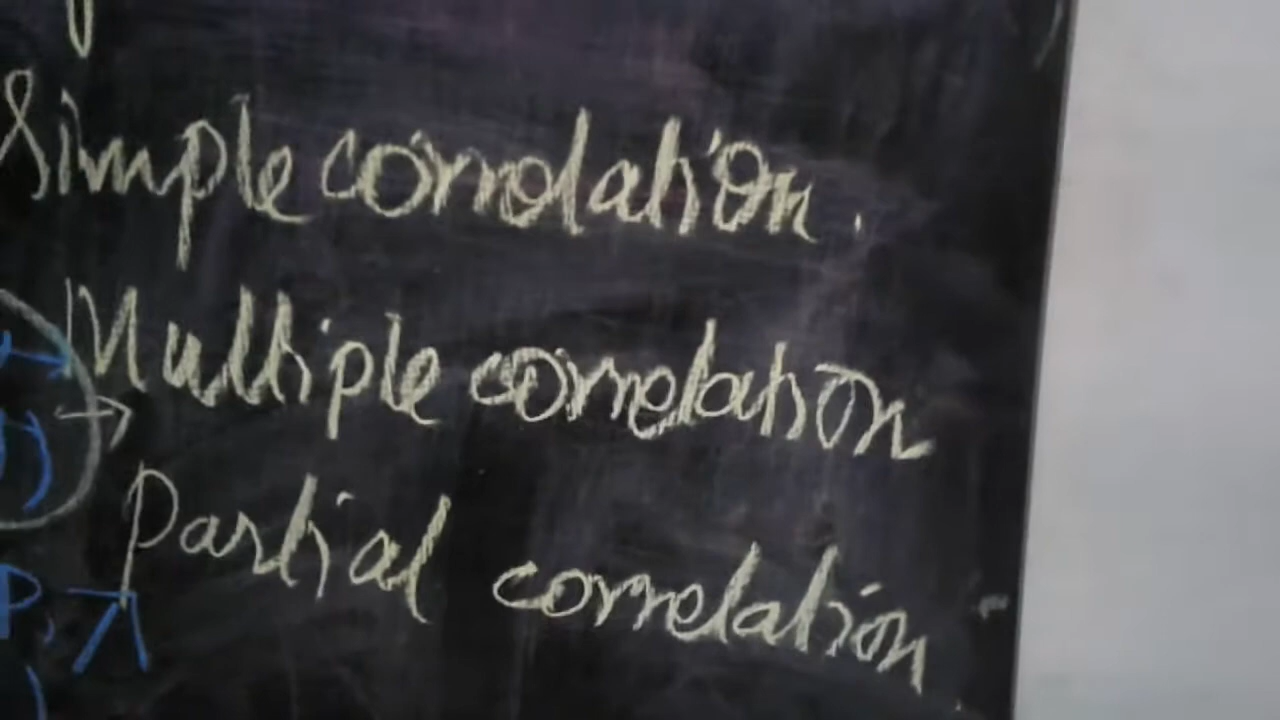 Simple correlation.
Multiple correlation
→
Partial correlation
P,